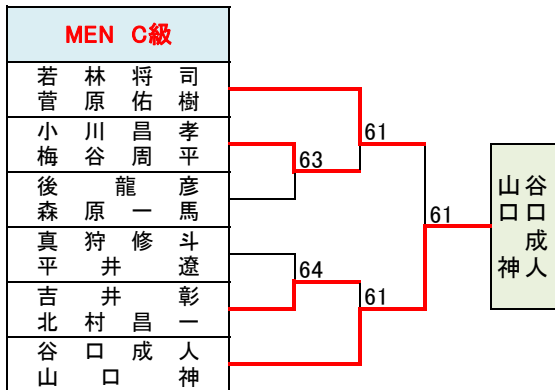 MEN C級
若林将司
菅原佑樹
小川昌孝
梅谷周平
後龍彦
森原一馬
真狩修斗
平井遼
吉井彰
北村昌一
谷口成人
山口神
63
64
61
61
61
谷口成人
山口神